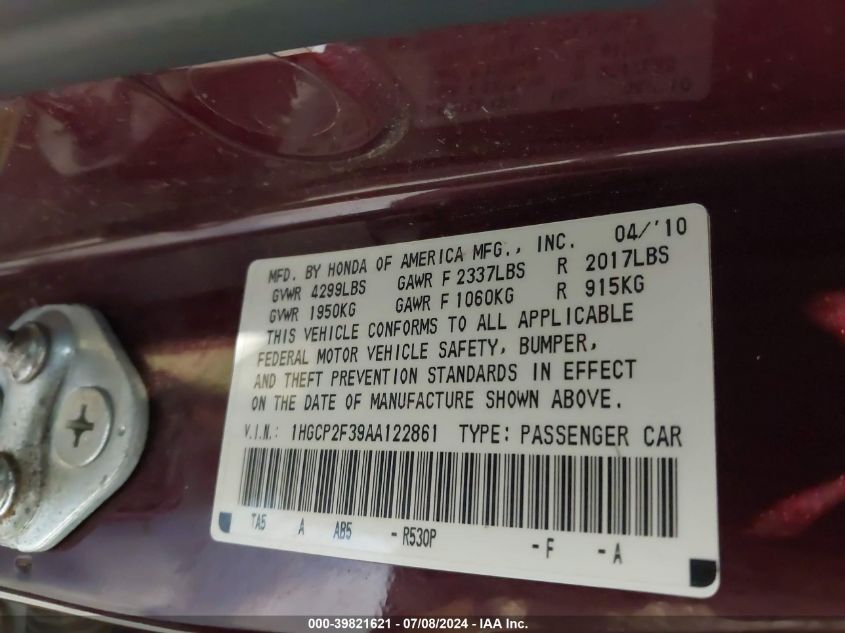 MFD. BY HONDA OF AMERICA MFG., INC. 04/'10
GVWR 4299LBS GAWR F 2337LBS R 2017LBS
GVWR 1950KG GAWR F 1060KG R 915KG
THIS VEHICLE CONFORMS TO ALL APPLICABLE
FEDERAL MOTOR VEHICLE SAFETY, BUMPER,
AND THEFT PREVENTION STANDARDS IN EFFECT
ON THE DATE OF MANUFACTURE SHOWN ABOVE.
V.I.N.: 1HGCP2F39AA122861 TYPE: PASSENGER CAR
TA5 A AB5 - R530P - F - A
000-39821621 - 07/08/2024 - IAA Inc.